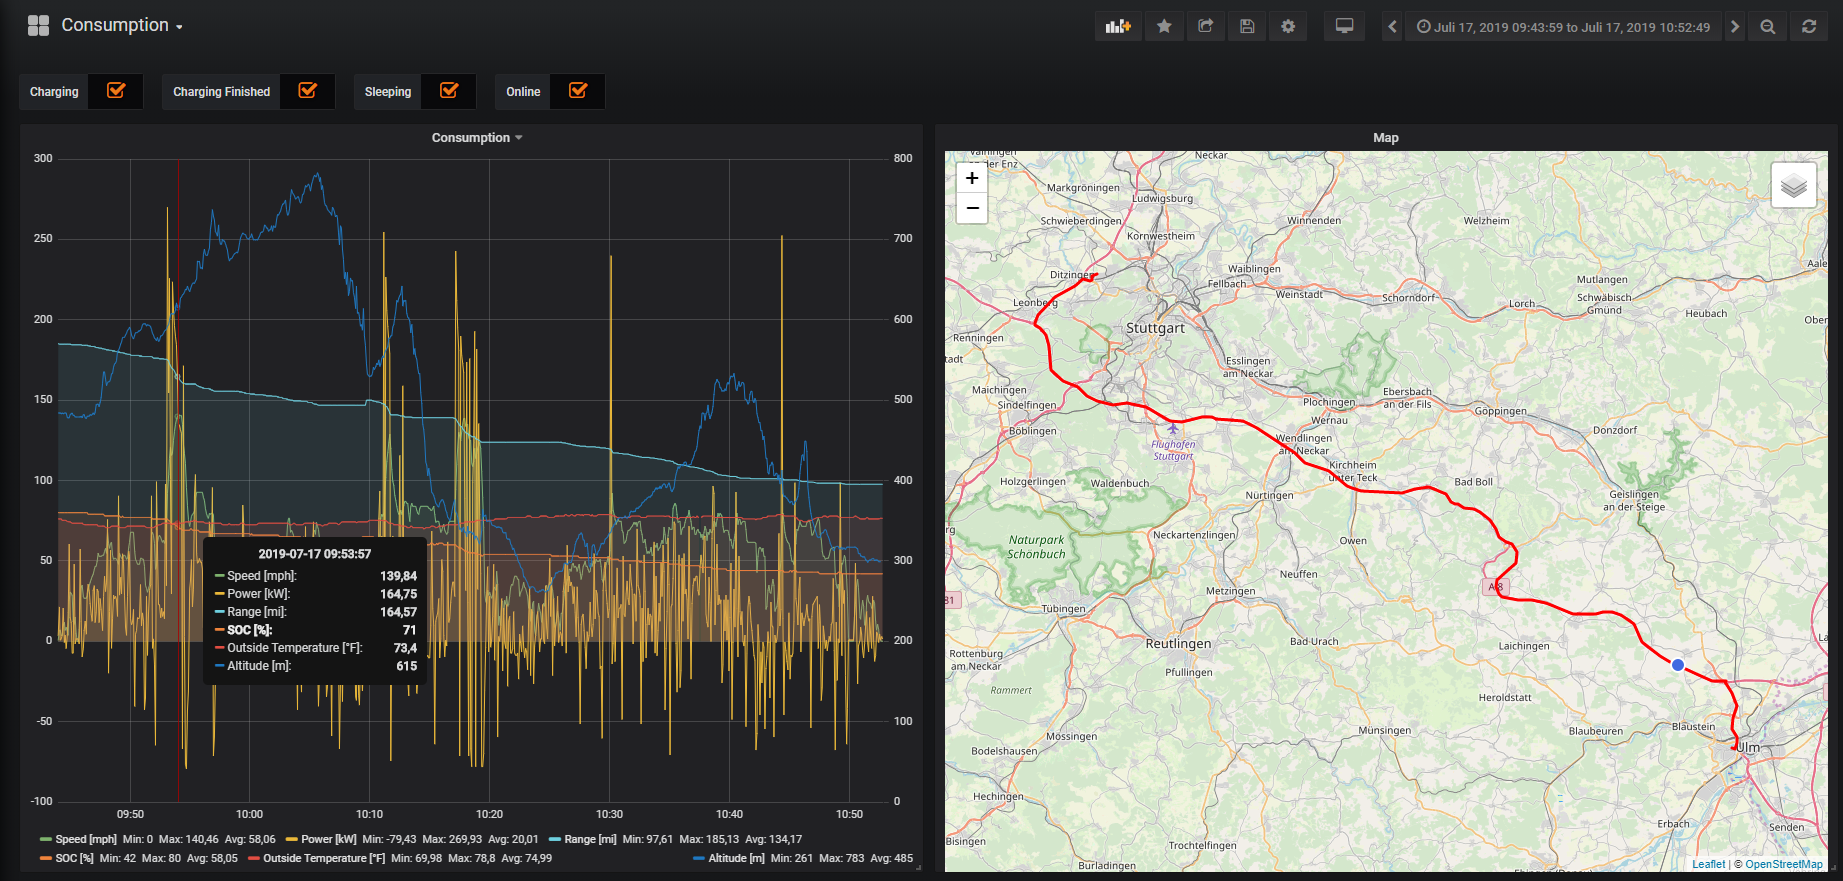 Consumption
Juli 17, 2019 09:43:59 to Juli 17, 2019 10:52:49
Charging
Charging Finished
Sleeping
Online
Consumption
300
250
200
150
100
50
0
-50
-100
800
700
600
500
400
300
200
100
0
2019-07-17 09:53:57
Speed [mph]: 139,84
Power [kW]: 164,75
Range [mi]: 164,57
SOC [%]: 71
Outside Temperature [°F]: 73,4
Altitude [m]: 615
09:50 10:00 10:10 10:20 10:30 10:40 10:50
Speed [mph] Min: 0 Max: 140,46 Avg: 58,06 Power [kW] Min: -79,43 Max: 269,93 Avg: 20,01 Range [mi] Min: 97,61 Max: 185,13 Avg: 134,17
SOC [%] Min: 42 Max: 80 Avg: 58,05 Outside Temperature [°F] Min: 69,98 Max: 78,8 Avg: 74,99 Altitude [m] Min: 261 Max: 783 Avg: 485
Map
+
−
an der Enz
Neckar
Markgröningen
Ludwigsburg
Schwieberdingen
Winnenden
Welzheim
Kornwestheim
Ditzingen
Waiblingen
Fellbach
Aale
Mutlangen
Leonberg
Weinstadt
Schorndorf
Lorch
Schwäbisch
Gmünd
Heubach
Ober
Stuttgart
Renningen
tadt
Esslingen
am Neckar
Maichingen
Sindelfingen
Plochingen
Ebersbach
an der Fils
Göppingen
Wernau
Böblingen
Flughafen
Stuttgart
Wendlingen
am Neckar
Donzdorf
Kirchheim
unter Teck
Holzgerlingen
Waldenbuch
Bad Boll
Nürtingen
Geislingen
an der Steige
rg
Neckartenzlingen
Owen
Naturpark
Schönbuch
Neuffen
A 8
81
Tübingen
Metzingen
Reutlingen
Bad Urach
Laichingen
La
Rottenburg
am Neckar
Pfullingen
Rammert
Heroldstatt
Mössingen
Münsingen
Blaubeuren
Blaustein
Bodelshausen
Ulm
Hechingen
Erbach
Senden
Bisingen
Trochtelfingen
Burladingen
Leaflet | © OpenStreetMap